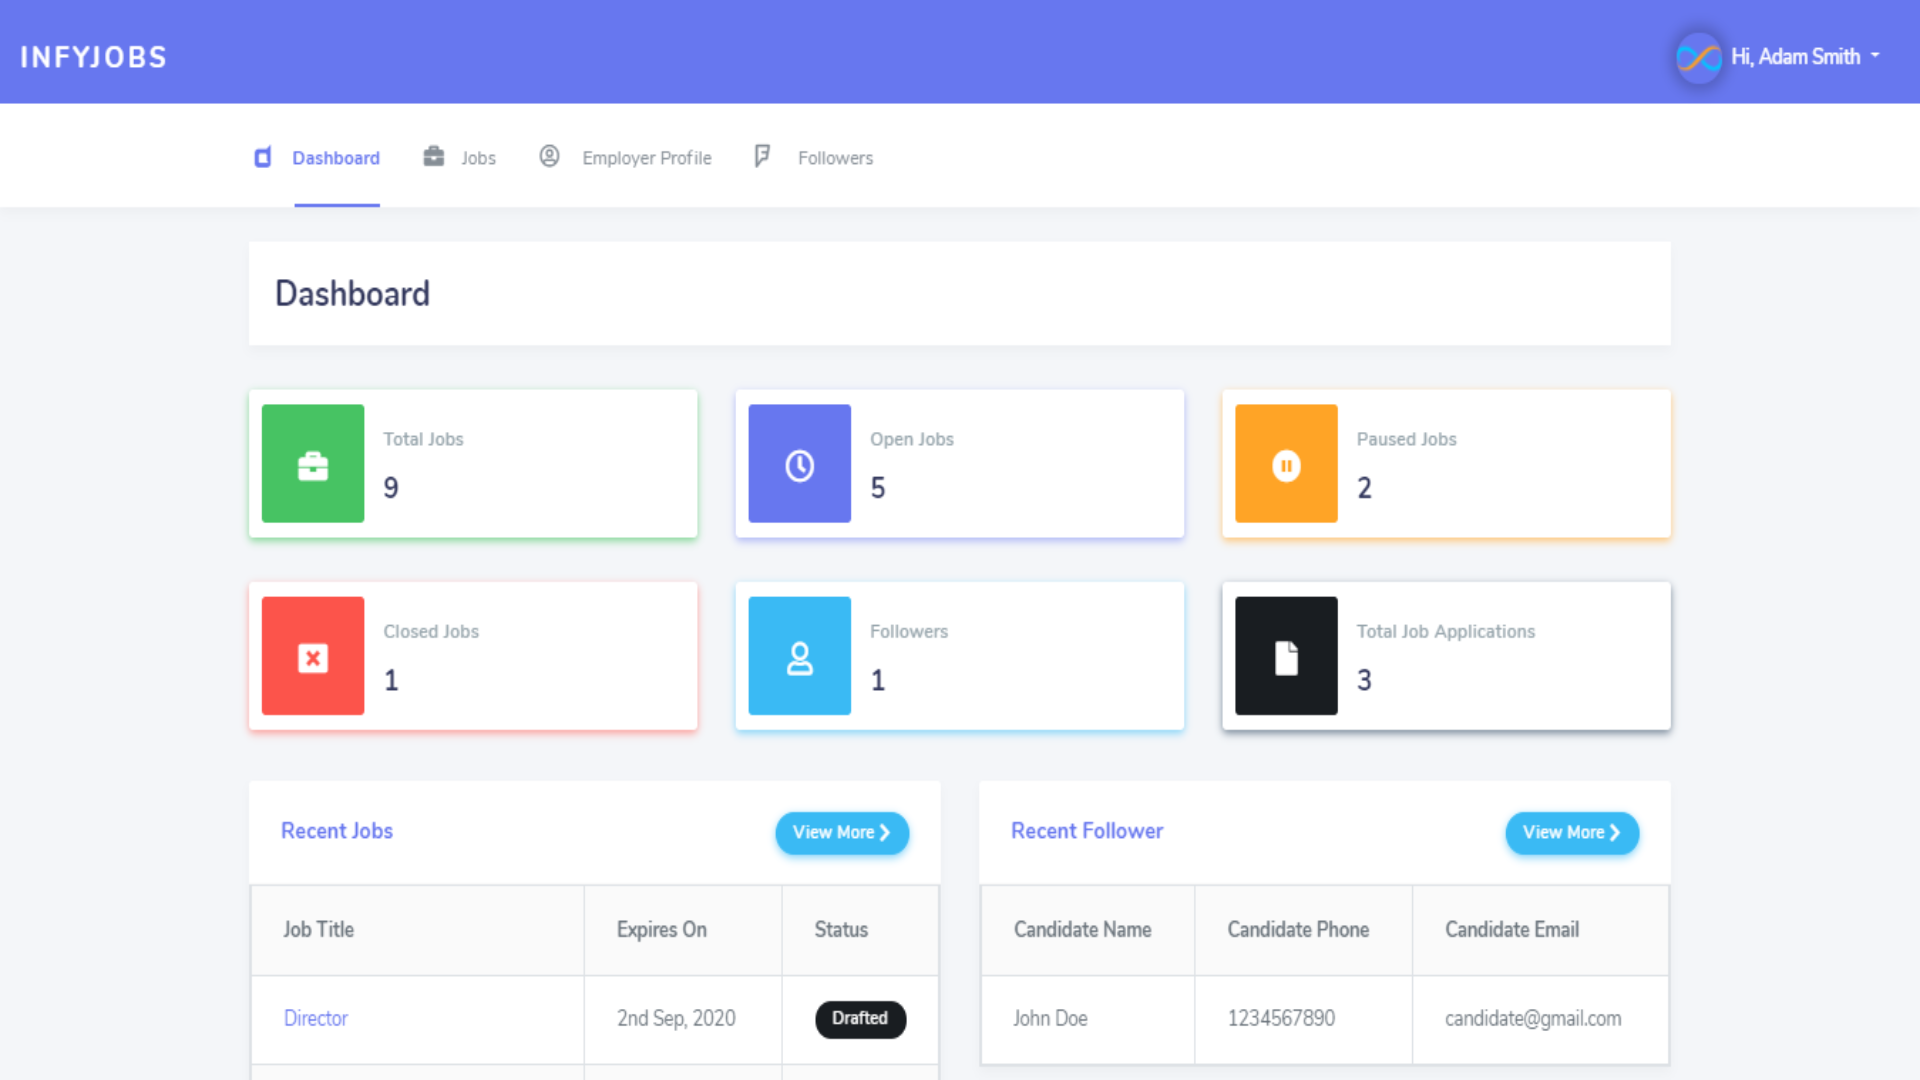 INFYJOBS
Hi, Adam Smith
Dashboard
Jobs
Employer Profile
Followers
Dashboard
Total Jobs
9
Open Jobs
5
Paused Jobs
2
Closed Jobs
1
Followers
1
Total Job Applications
3
Recent Jobs
View More
Recent Follower
View More
Job Title Expires On Status
Candidate Name Candidate Phone Candidate Email
Director 2nd Sep, 2020 Drafted
John Doe 1234567890 candidate@gmail.com